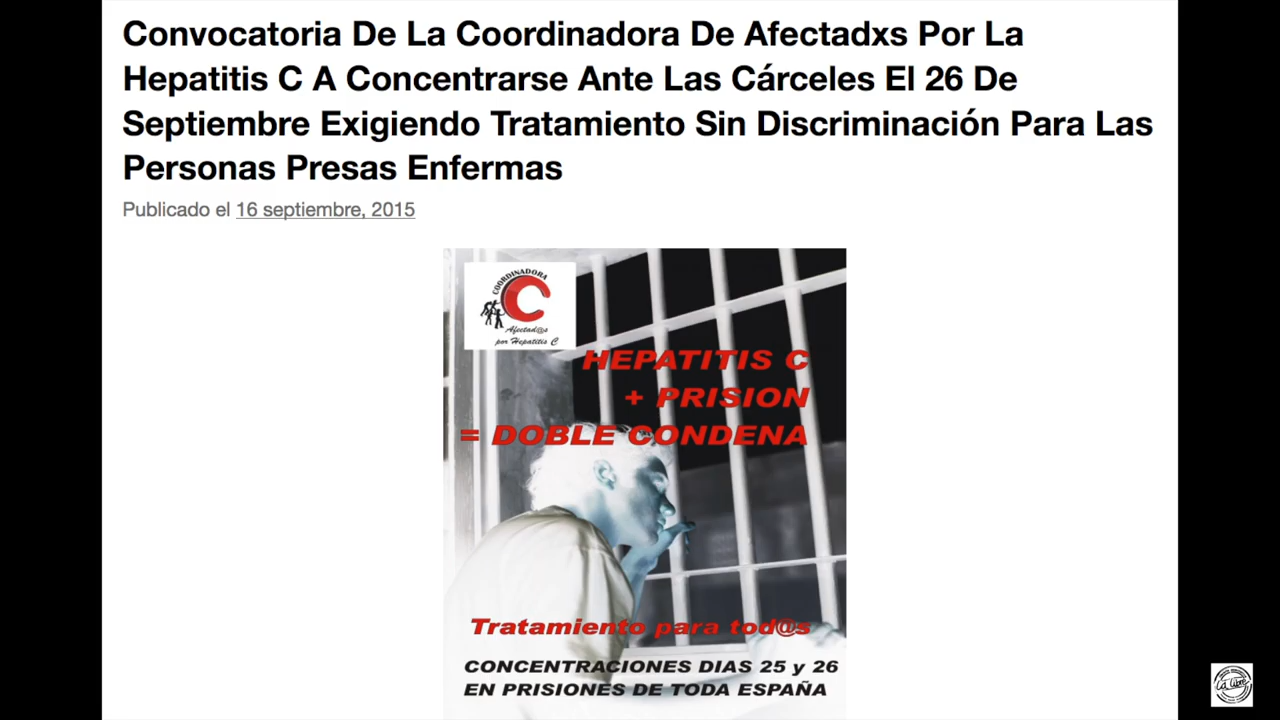 Convocatoria De La Coordinadora De Afectadxs Por La
Hepatitis C A Concentrarse Ante Las Cárceles El 26 De
Septiembre Exigiendo Tratamiento Sin Discriminación Para Las
Personas Presas Enfermas
Publicado el 16 septiembre, 2015
COORDINADORA
C
Afectad@s
por Hepatitis C
HEPATITIS C
+ PRISION
= DOBLE CONDENA
Tratamiento para tod@s
CONCENTRACIONES DIAS 25 y 26
EN PRISIONES DE TODA ESPAÑA